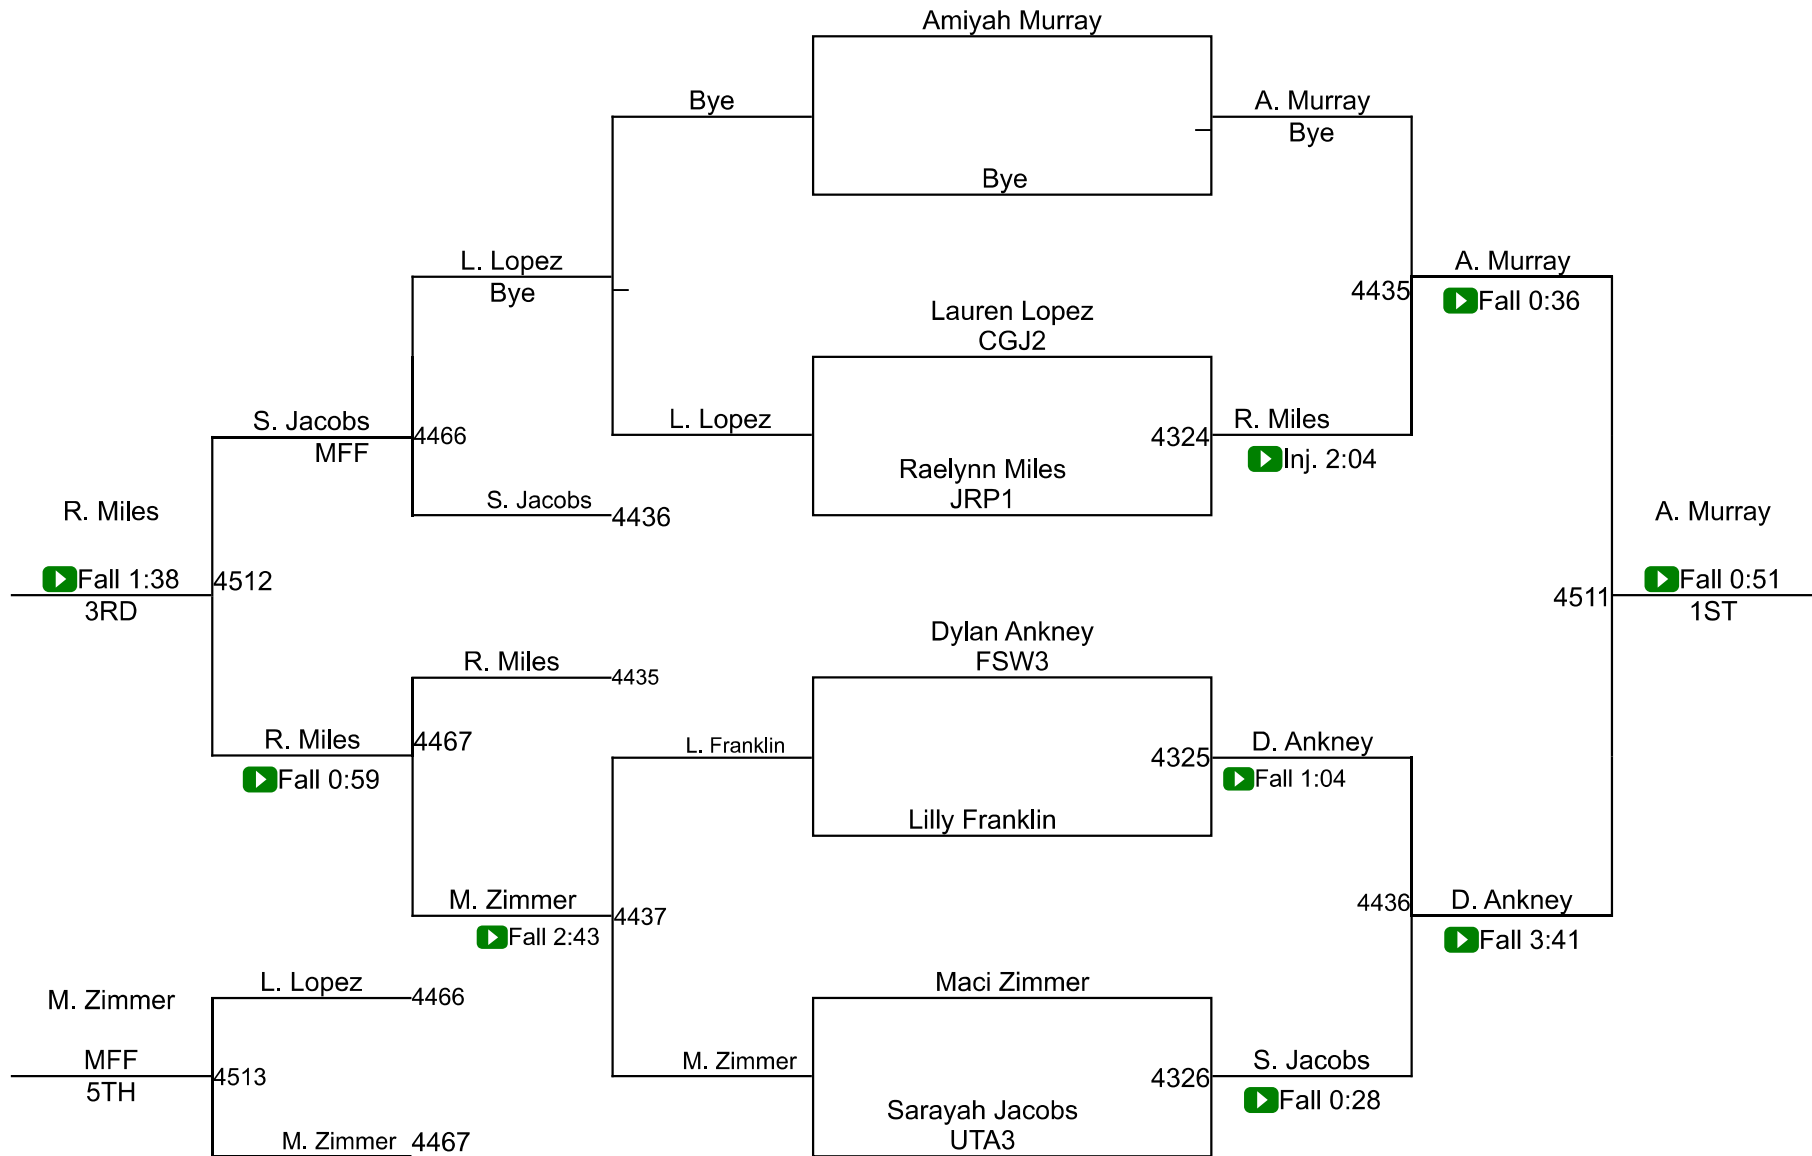 Amiyah Murray
Bye
A. Murray
Bye
Bye
L. Lopez
Bye
A. Murray
4435
Fall 0:36
Lauren Lopez
CGJ2
S. Jacobs
4466
MFF
L. Lopez
4324
R. Miles
Inj. 2:04
Raelynn Miles
JRP1
S. Jacobs
4436
R. Miles
A. Murray
Fall 1:38
4512
3RD
4511
Fall 0:51
1ST
Dylan Ankney
FSW3
R. Miles
4435
R. Miles
4467
Fall 0:59
L. Franklin
4325
D. Ankney
Fall 1:04
Lilly Franklin
M. Zimmer
4437
Fall 2:43
4436
D. Ankney
Fall 3:41
Maci Zimmer
L. Lopez
4466
M. Zimmer
MFF
4513
5TH
M. Zimmer
4326
S. Jacobs
Fall 0:28
Sarayah Jacobs
UTA3
M. Zimmer
4467